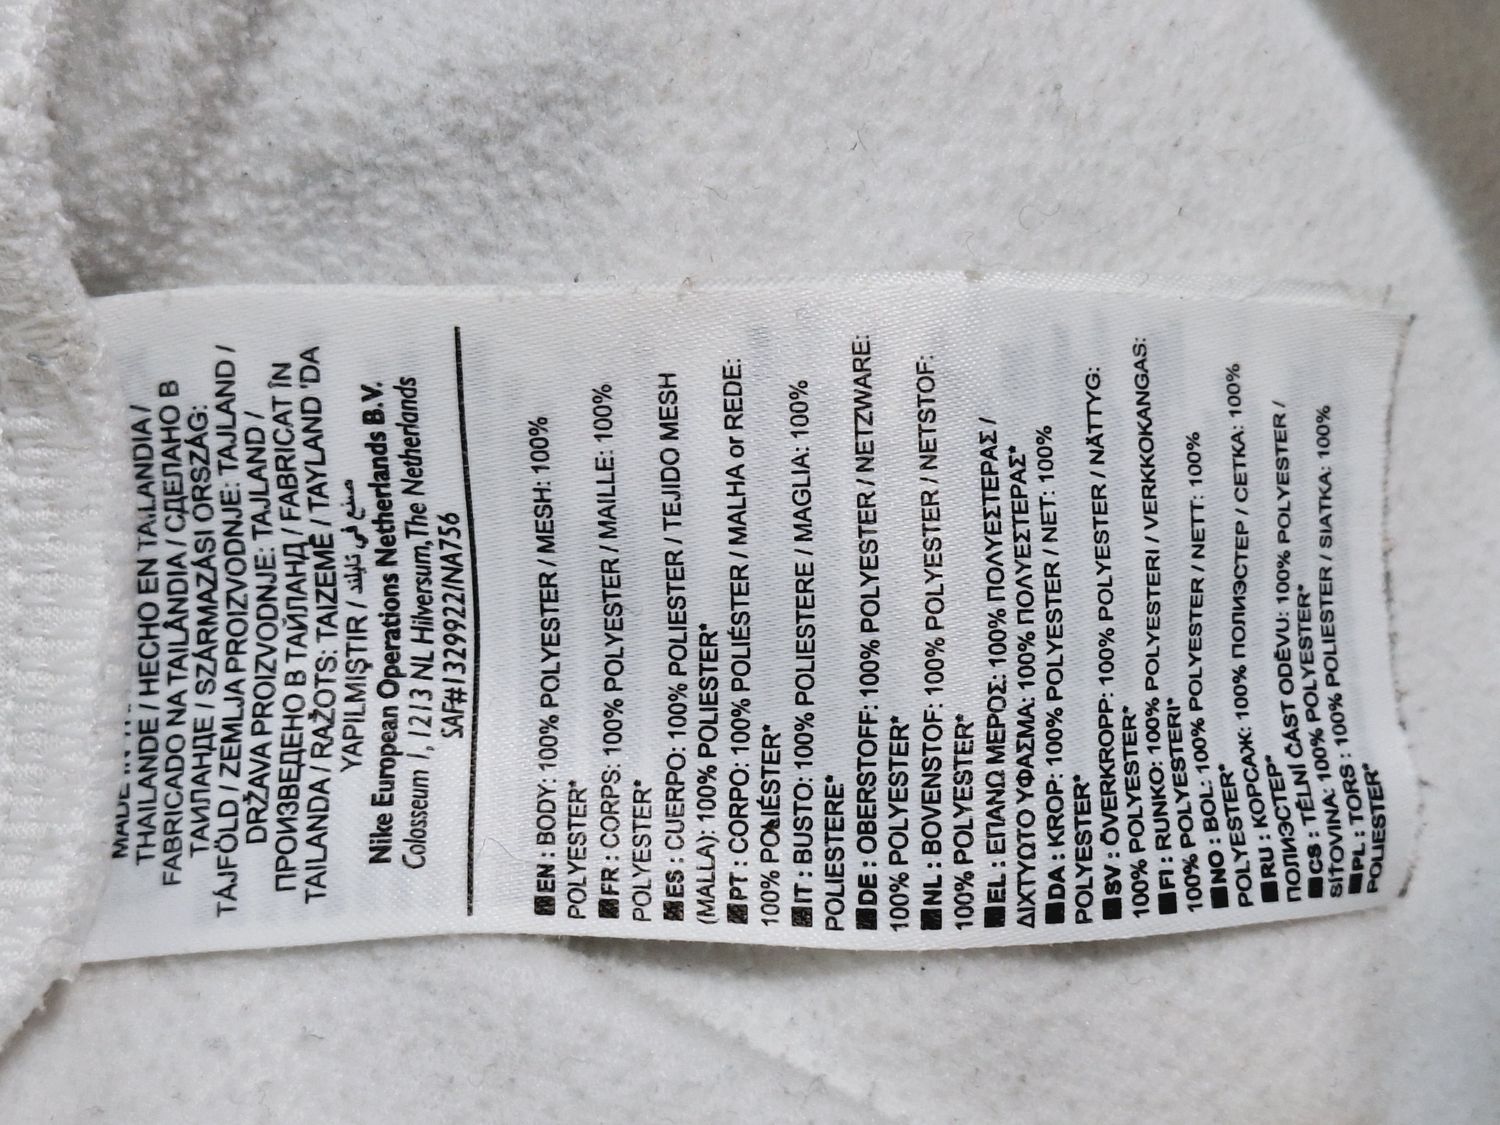 MADE IN
THAILANDE / HECHO EN TAILANDIA /
FABRICADO NA TAILÂNDIA / СДЕЛАНО В
ТАИЛАНДЕ / SZÁRMAZÁSI ORSZÁG:
TÁJFÖLD / ZEMLJA PROIZVODNJE: TAJLAND /
DRŽAVA PROIZVODNJE: TAJLAND /
ПРОИЗВЕДЕНО В ТАЙЛАНД / FABRICAT ÎN
TAILANDA / RAŽOTS: TAIZEMĒ / TAYLAND 'DA
YAPILMIŞTIR / صنع في تايلند
Nike European Operations Netherlands B.V.
Colosseum 1, 1213 NL Hilversum, The Netherlands
SAF#1329922/NA756
EN : BODY: 100% POLYESTER / MESH: 100%
POLYESTER*
FR : CORPS: 100% POLYESTER / MAILLE: 100%
POLYESTER*
ES : CUERPO: 100% POLIESTER / TEJIDO MESH
(MALLA): 100% POLIESTER*
PT : CORPO: 100% POLIÉSTER / MALHA or REDE:
100% POLIÉSTER*
IT : BUSTO: 100% POLIESTERE / MAGLIA: 100%
POLIESTERE*
DE : OBERSTOFF: 100% POLYESTER / NETZWARE:
100% POLYESTER*
NL : BOVENSTOF: 100% POLYESTER / NETSTOF:
100% POLYESTER*
EL : ΕΠΑΝΩ ΜΕΡΟΣ: 100% ΠΟΛΥΕΣΤΕΡΑΣ /
ΔΙΧΤΥΩΤΟ ΥΦΑΣΜΑ: 100% ΠΟΛΥΕΣΤΕΡΑΣ*
DA : KROP: 100% POLYESTER / NET: 100%
POLYESTER*
SV : ÖVERKROPP: 100% POLYESTER / NÄTTYG:
100% POLYESTER*
FI : RUNKO: 100% POLYESTERI / VERKKOKANGAS:
100% POLYESTERI*
NO : BOL: 100% POLYESTER / NETT: 100%
POLYESTER*
RU : КОРСАЖ: 100% ПОЛИЭСТЕР / СЕТКА: 100%
ПОЛИЭСТЕР*
CS : TĚLNÍ ČÁST ODĚVU: 100% POLYESTER /
SÍŤOVINA: 100% POLYESTER*
PL : TORS : 100% POLIESTER / SIATKA: 100%
POLIESTER*